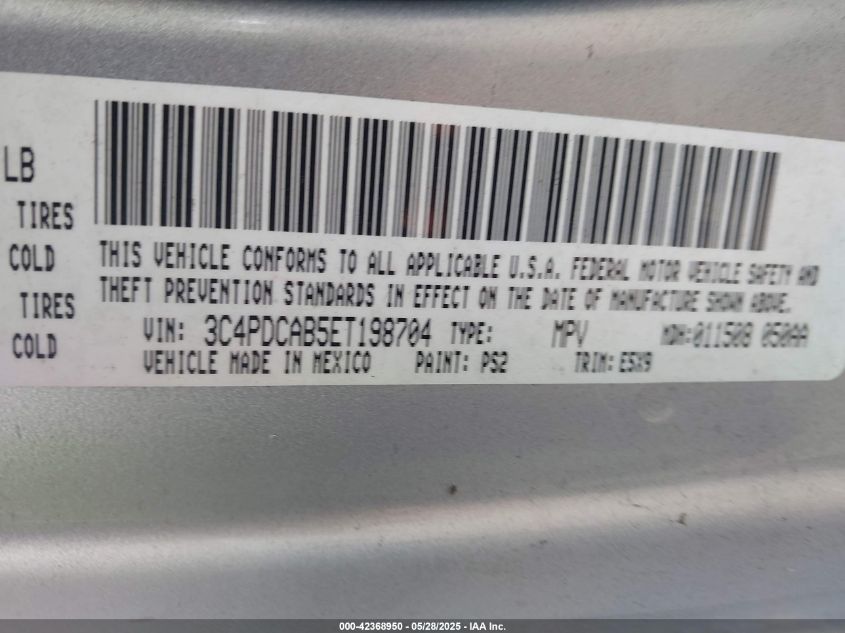 LB
TIRES
COLD
TIRES
COLD
THIS VEHICLE CONFORMS TO ALL APPLICABLE U.S.A. FEDERAL MOTOR VEHICLE SAFETY AND
THEFT PREVENTION STANDARDS IN EFFECT ON THE DATE OF MANUFACTURE SHOWN ABOVE.
VIN: 3C4PDCAB5ET198704 TYPE: MPV MDH:011508 050AA
VEHICLE MADE IN MEXICO PAINT: PS2 TRIM: E5X9
000-42368950 - 05/28/2025 - IAA Inc.